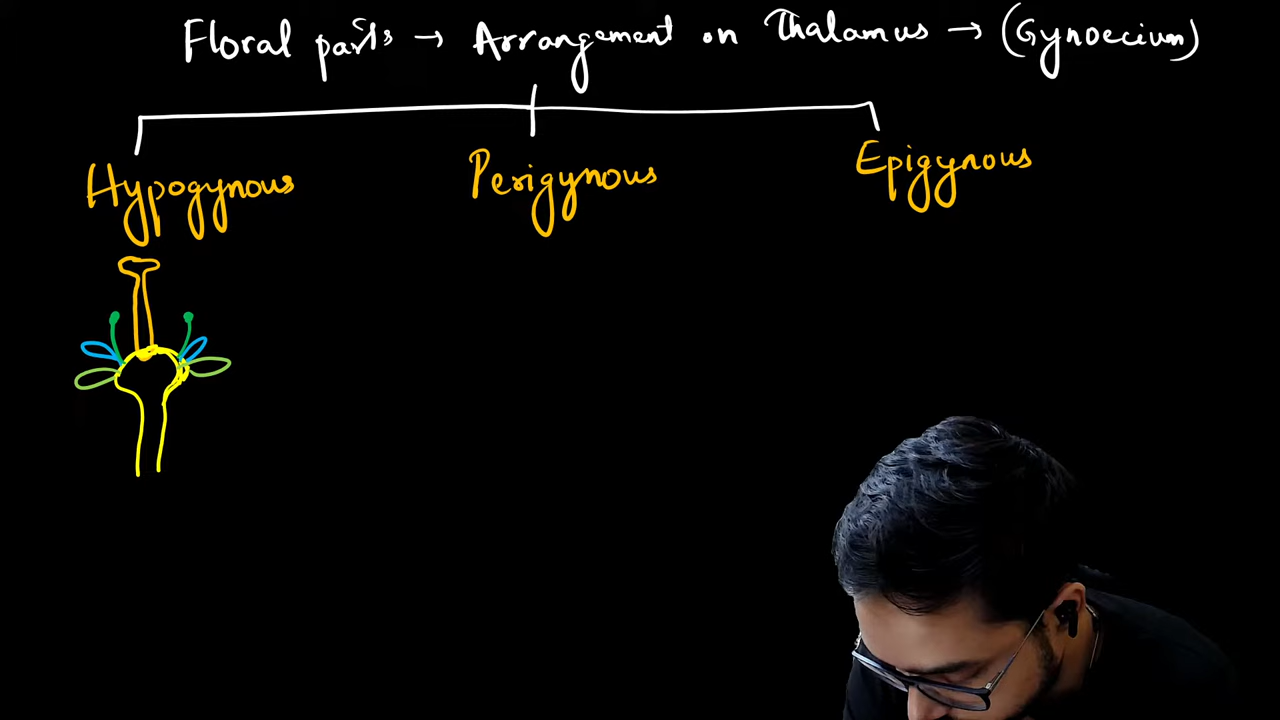 Floral parts → Arrangement on Thalamus → (Gynoecium)
Hypogynous Perigynous Epigynous